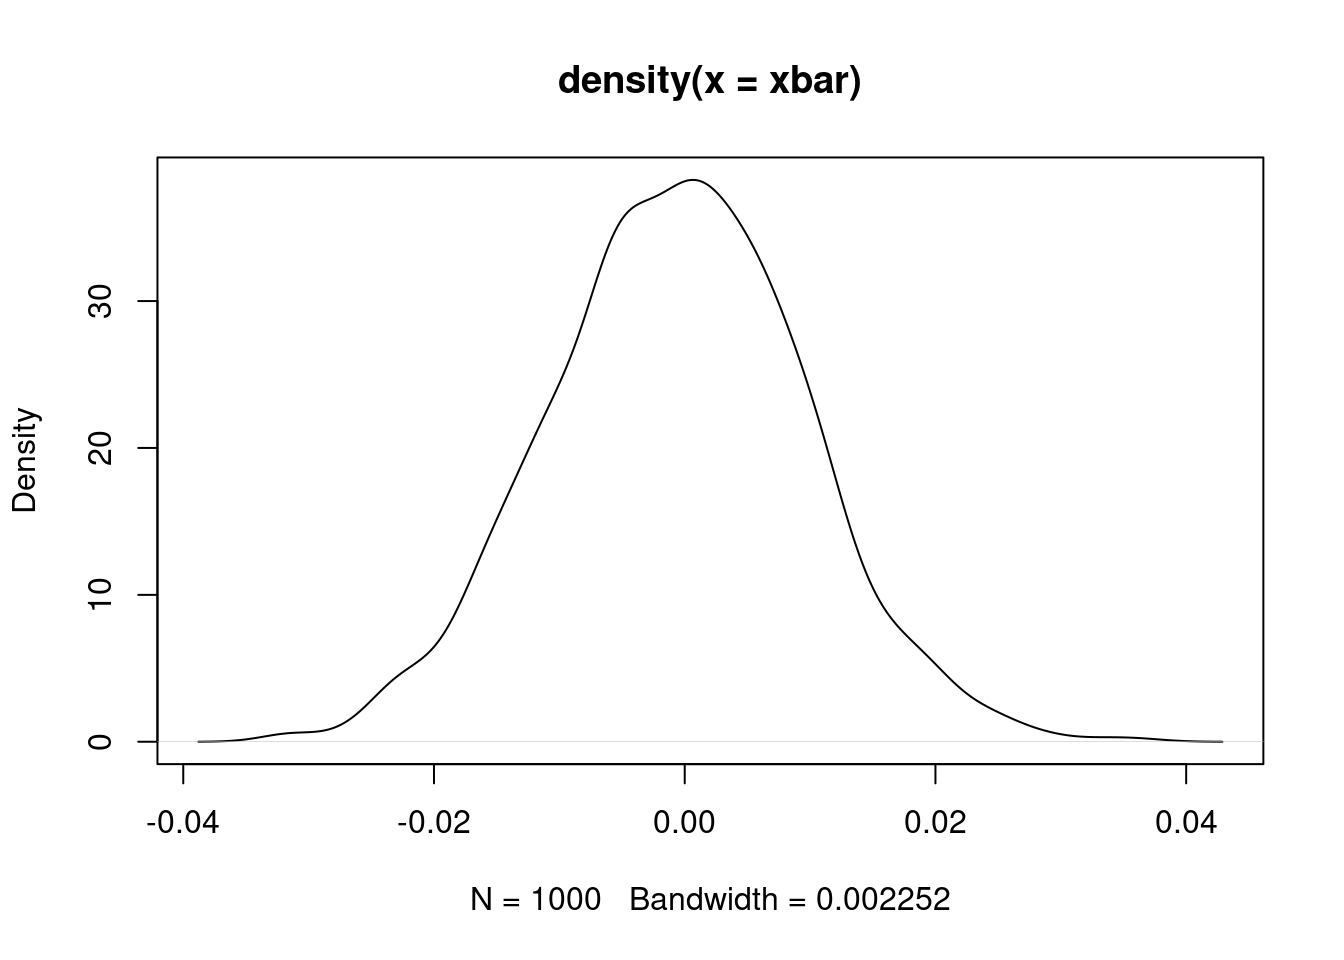 density(x = xbar)
Density
30
20
10
0
-0.04 -0.02 0.00 0.02 0.04
N = 1000 Bandwidth = 0.002252